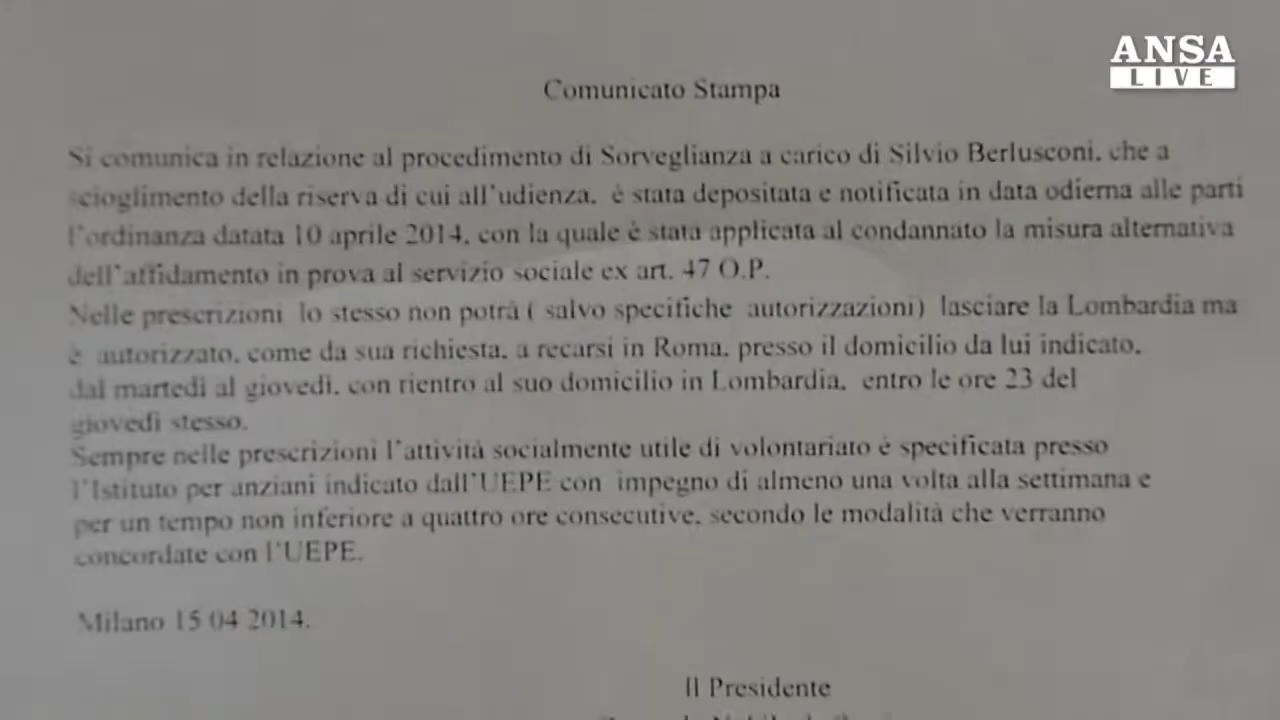 ANSA
LIVE
Comunicato Stampa
Si comunica in relazione al procedimento di Sorveglianza a carico di Silvio Berlusconi, che a
scioglimento della riserva di cui all'udienza, è stata depositata e notificata in data odierna alle parti
l'ordinanza datata 10 aprile 2014, con la quale è stata applicata al condannato la misura alternativa
dell'affidamento in prova al servizio sociale ex art. 47 O.P.
Nelle prescrizioni lo stesso non potrà ( salvo specifiche autorizzazioni) lasciare la Lombardia ma
è autorizzato, come da sua richiesta, a recarsi in Roma, presso il domicilio da lui indicato,
dal martedì al giovedì, con rientro al suo domicilio in Lombardia, entro le ore 23 del
giovedì stesso.
Sempre nelle prescrizioni l'attività socialmente utile di volontariato è specificata presso
l'Istituto per anziani indicato dall'UEPE con impegno di almeno una volta alla settimana e
per un tempo non inferiore a quattro ore consecutive, secondo le modalità che verranno
concordate con l'UEPE.
Milano 15 04 2014.
Il Presidente